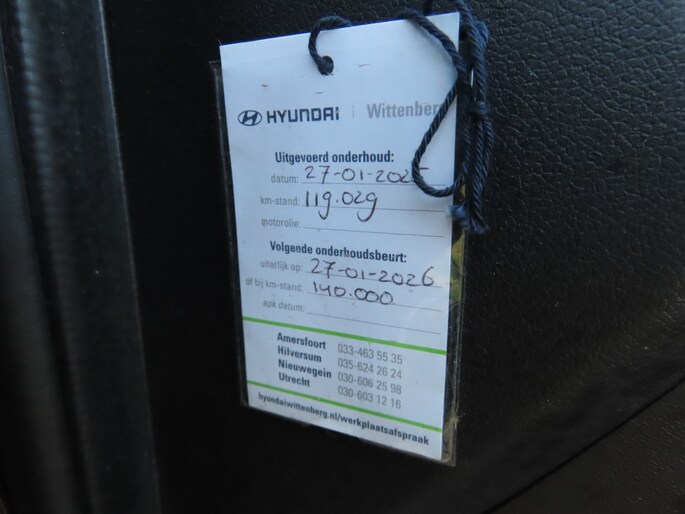 HYUNDAI | Wittenberg
Uitgevoerd onderhoud:
datum: 27-01-2025
km-stand: 119.029
motorolie:
Volgende onderhoudsbeurt:
uiterlijk op: 27-01-2026
óf bij km-stand: 140.000
apk datum:
Amersfoort 033-463 55 35
Hilversum 035-624 26 24
Nieuwegein 030-606 25 98
Utrecht 030-603 12 16
hyundaiwittenberg.nl/werkplaatsafspraak